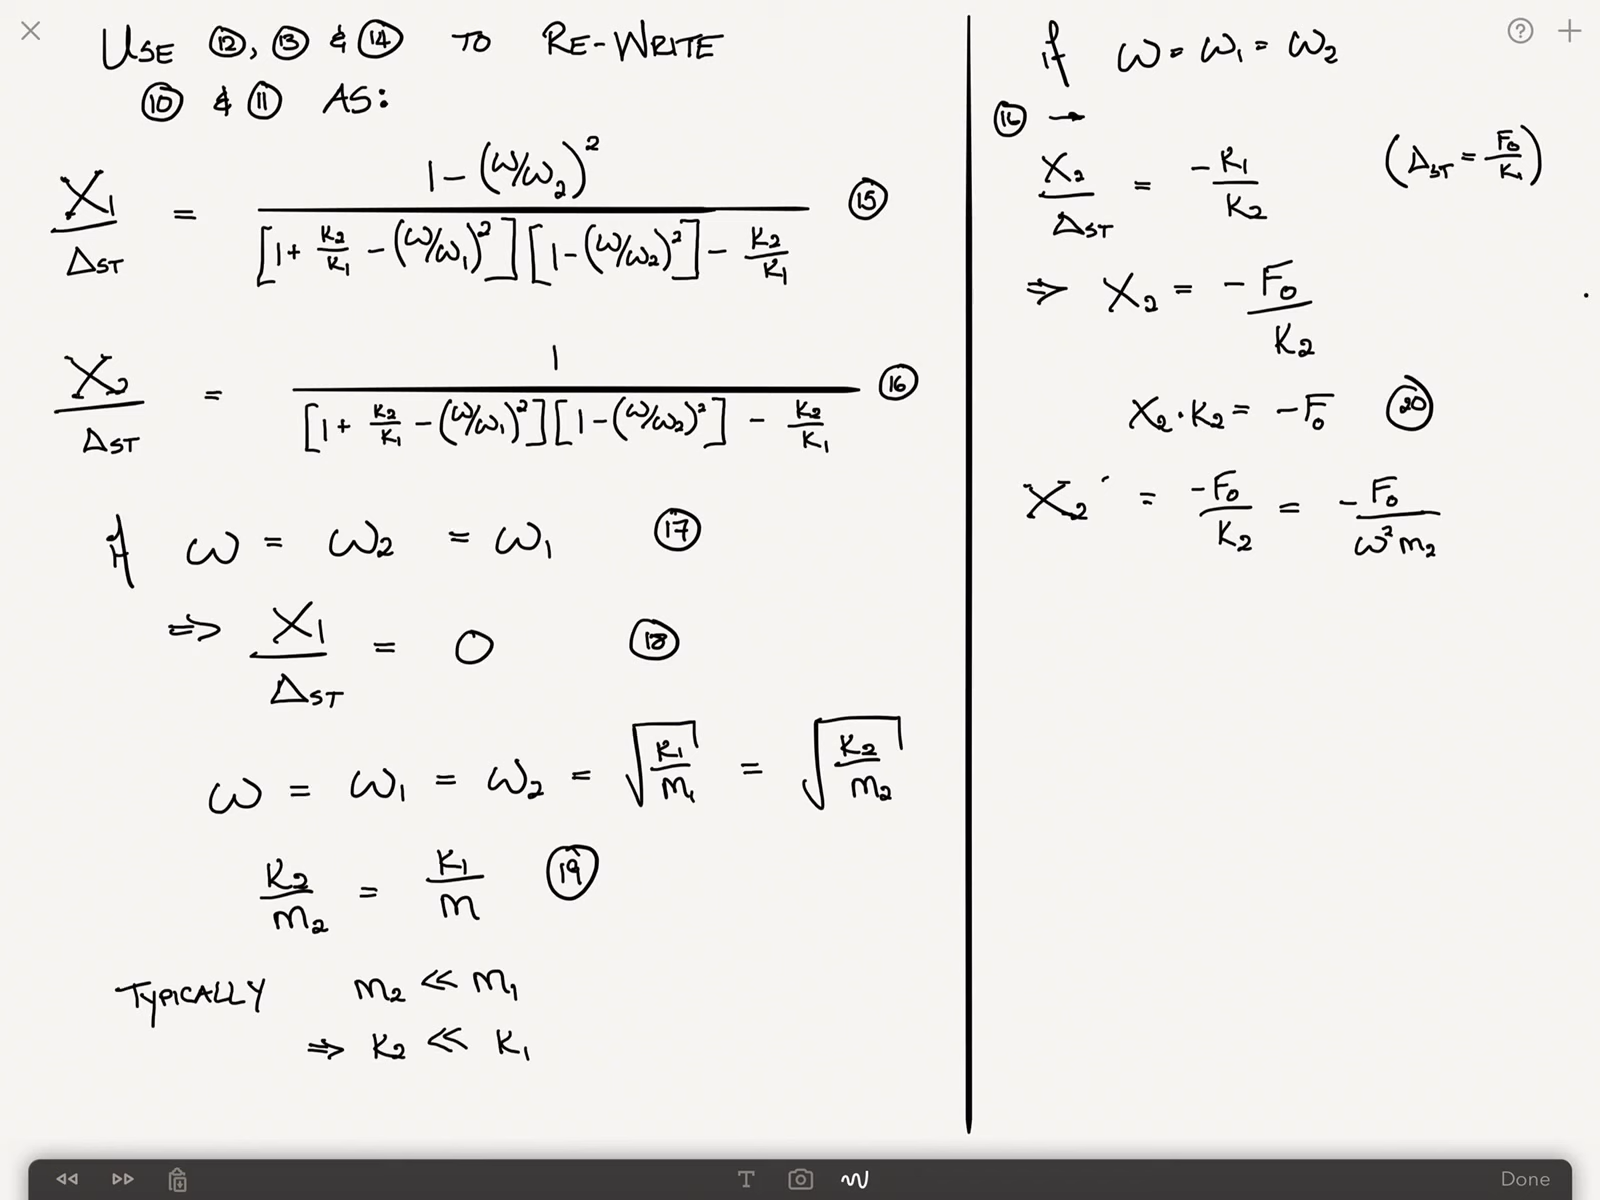 USE ⑫, ⑬ & ⑭ TO RE-WRITE
⑩ & ⑪ AS:
X₁/Δ_ST = (1 - (ω/ω₂)²) / ([1 + K₂/K₁ - (ω/ω₁)²][1 - (ω/ω₂)²] - K₂/K₁) ⑮
X₂/Δ_ST = 1 / ([1 + K₂/K₁ - (ω/ω₁)²][1 - (ω/ω₂)²] - K₂/K₁) ⑯
if ω = ω₂ = ω₁ ⑰
⇒ X₁/Δ_ST = 0 ⑱
ω = ω₁ = ω₂ = √(K₁/m₁) = √(K₂/m₂)
K₂/m₂ = K₁/m ⑲
TYPICALLY m₂ << m₁
⇒ K₂ << K₁
if ω = ω₁ = ω₂
⑯ →
X₂/Δ_ST = -K₁/K₂ (Δ_ST = F₀/K₁)
⇒ X₂ = -F₀/K₂
X₂·K₂ = -F₀ ⑳
X₂ = -F₀/K₂ = -F₀/(ω²m₂)
T
Done